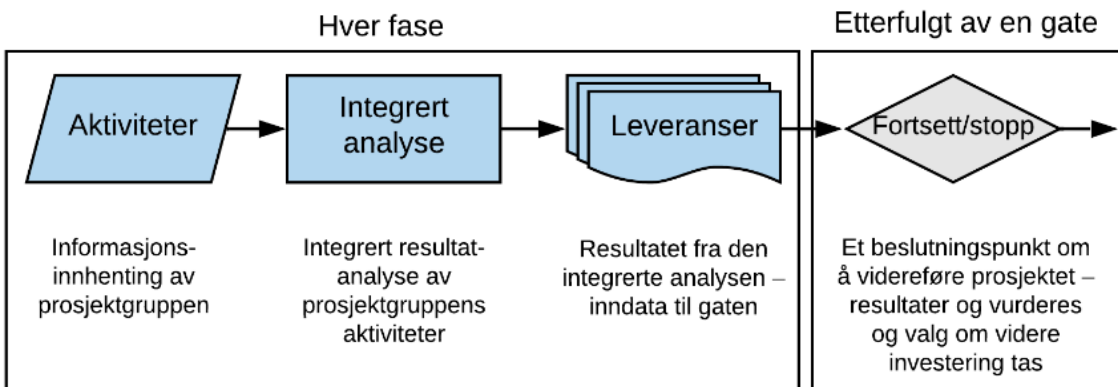 Hver fase
Etterfulgt av en gate
Aktiviteter
Integrert
analyse
Leveranser
Fortsett/stopp
Informasjons-
innhenting av
prosjektgruppen
Integrert resultat-
analyse av
prosjektgruppens
aktiviteter
Resultatet fra den
integrerte analysen –
inndata til gaten
Et beslutningspunkt om
å videreføre prosjektet –
resultater og vurderes
og valg om videre
investering tas